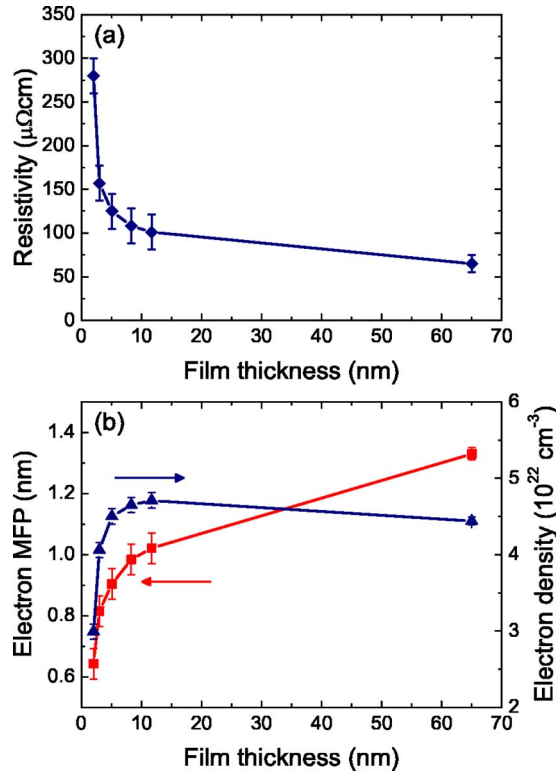 (a)
350
300
250
200
150
100
50
0
Resistivity (μΩcm)
0 10 20 30 40 50 60 70
Film thickness (nm)
(b)
1.4
1.2
1.0
0.8
0.6
Electron MFP (nm)
6
5
4
3
2
Electron density (10²² cm⁻³)
0 10 20 30 40 50 60 70
Film thickness (nm)